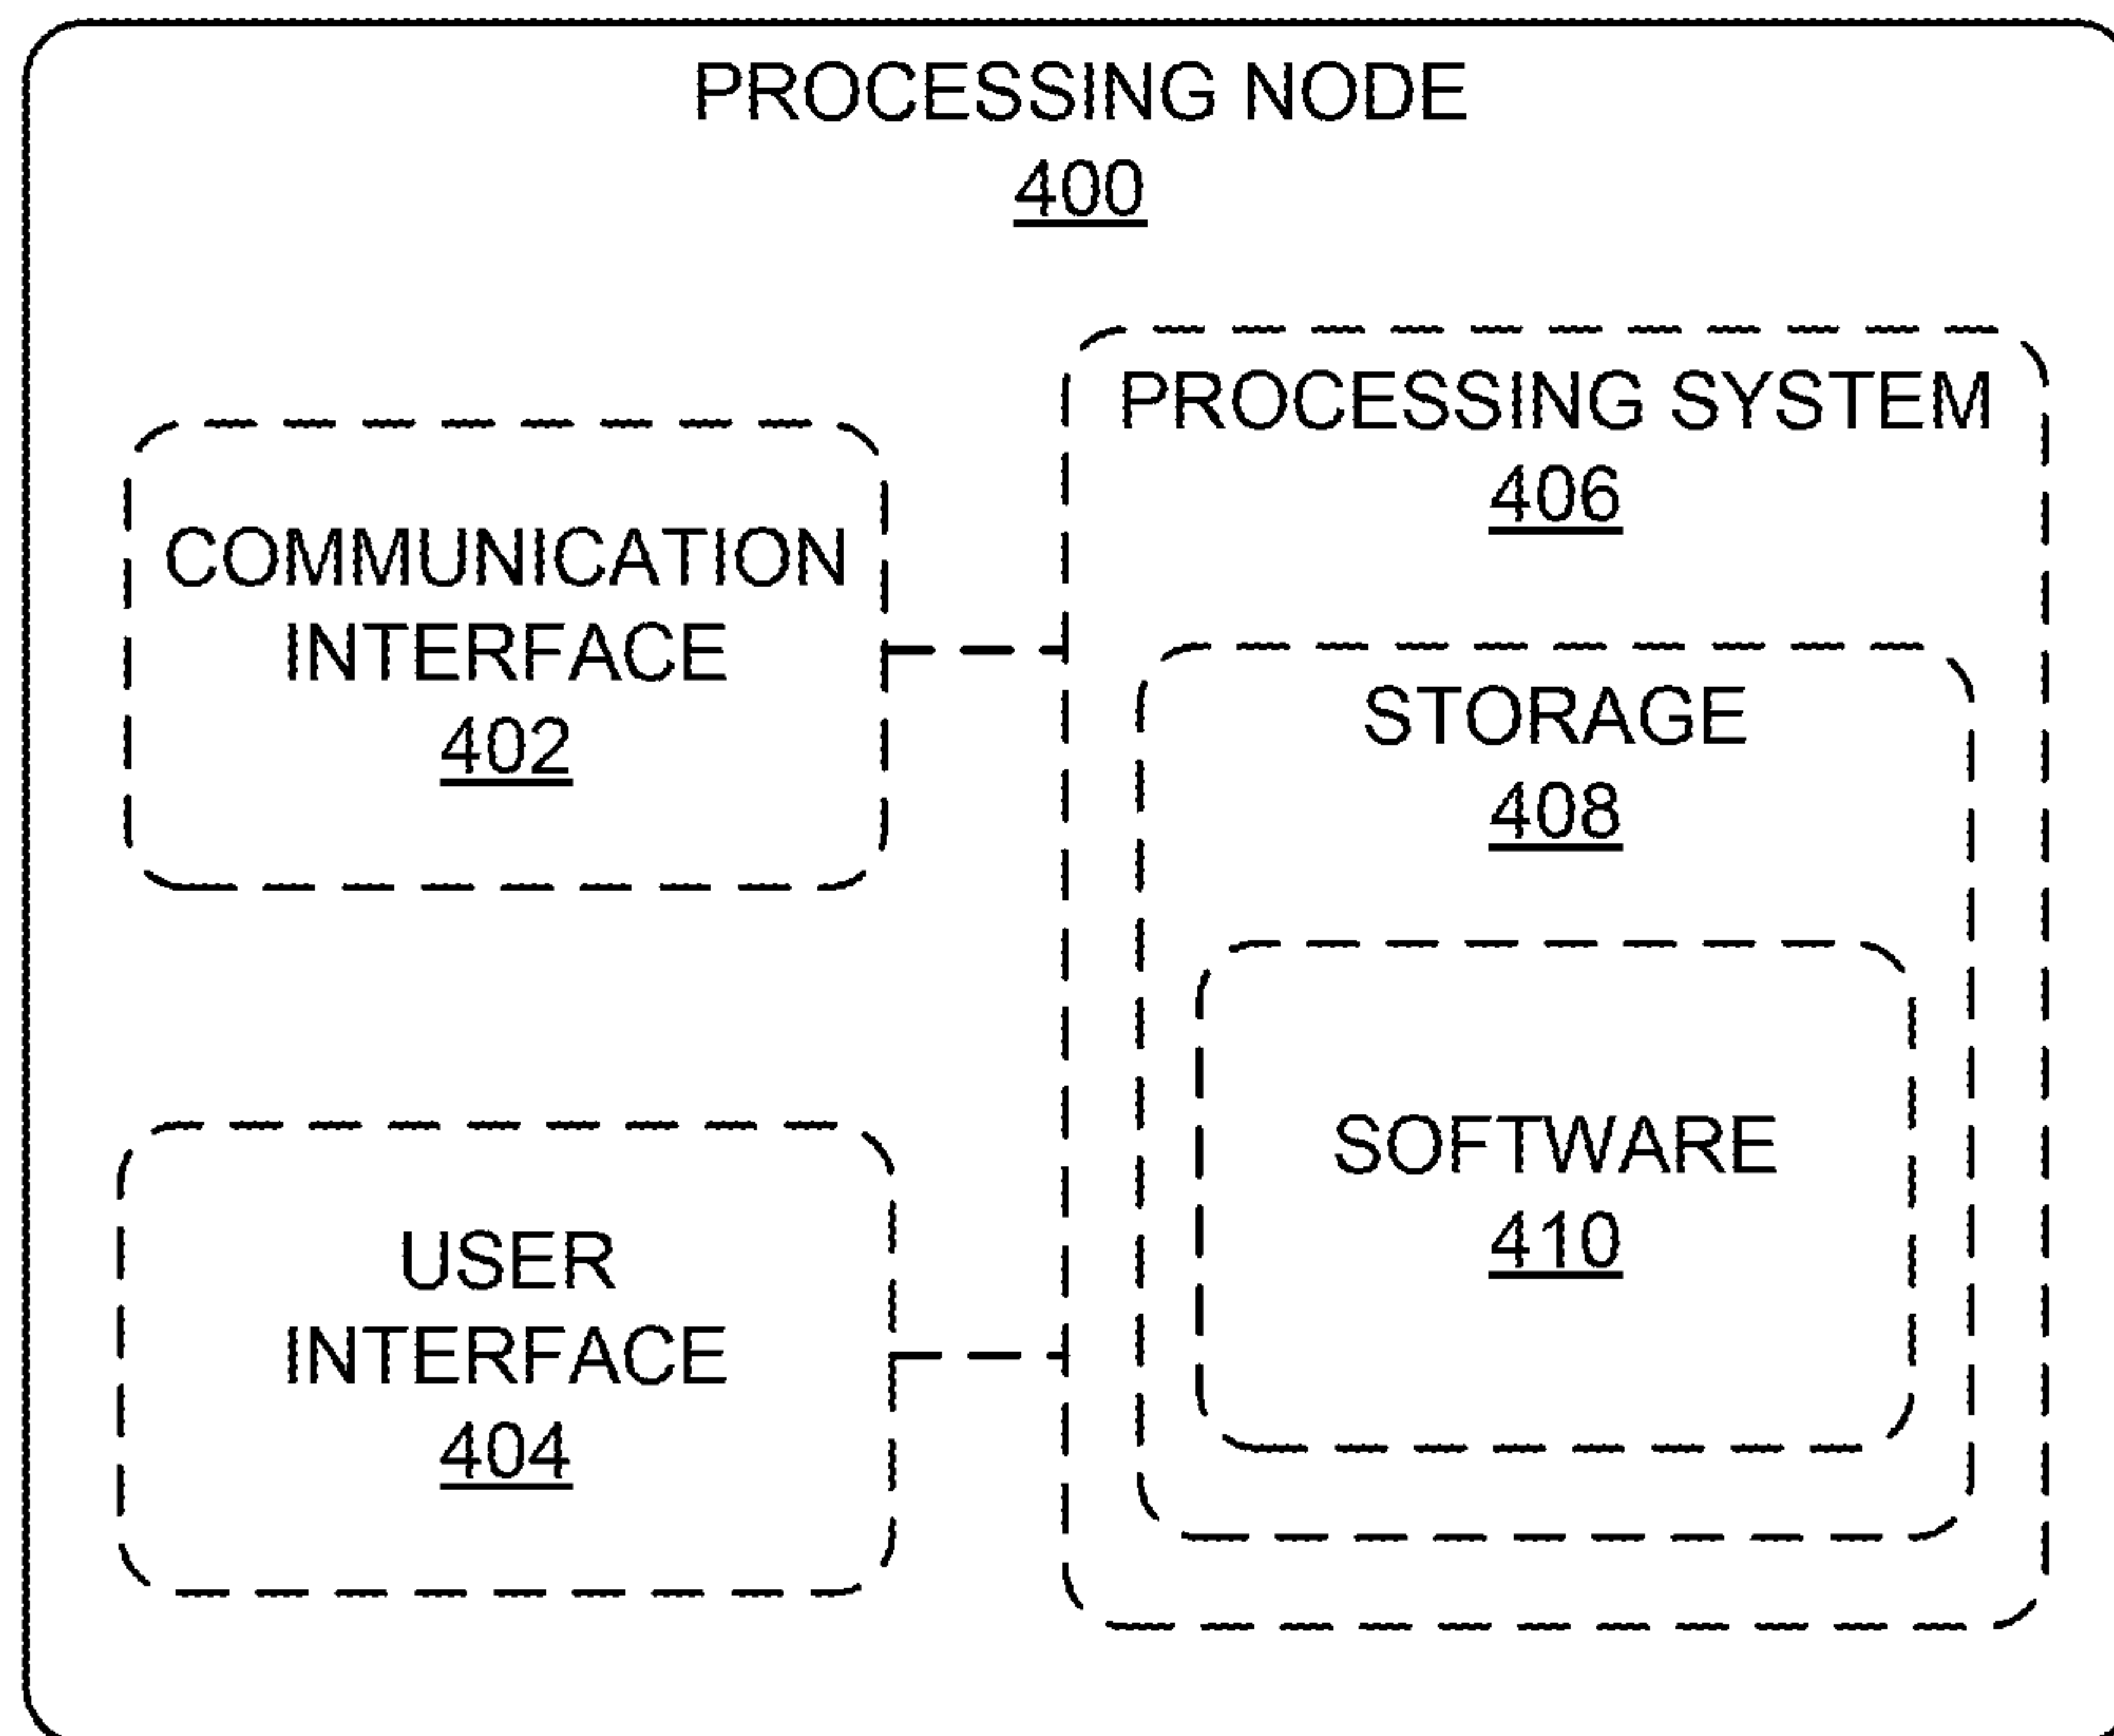 PROCESSING NODE
400
COMMUNICATION
INTERFACE
402
USER
INTERFACE
404
PROCESSING SYSTEM
406
STORAGE
408
SOFTWARE
410